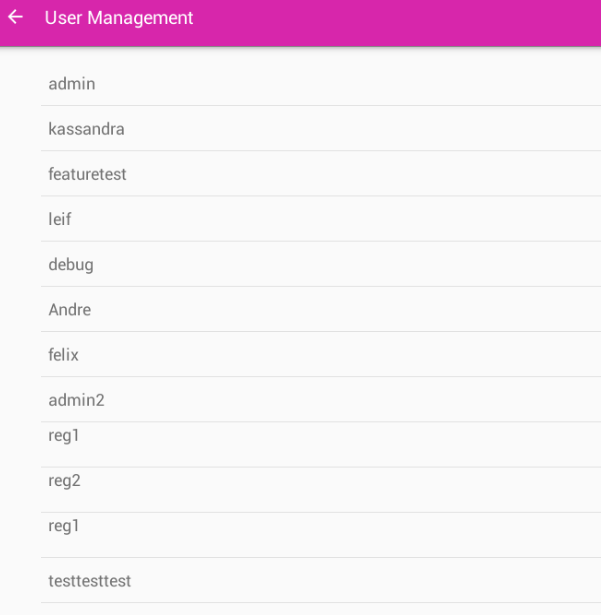 User Management
admin
kassandra
featuretest
leif
debug
Andre
felix
admin2
reg1
reg2
reg1
testtesttest